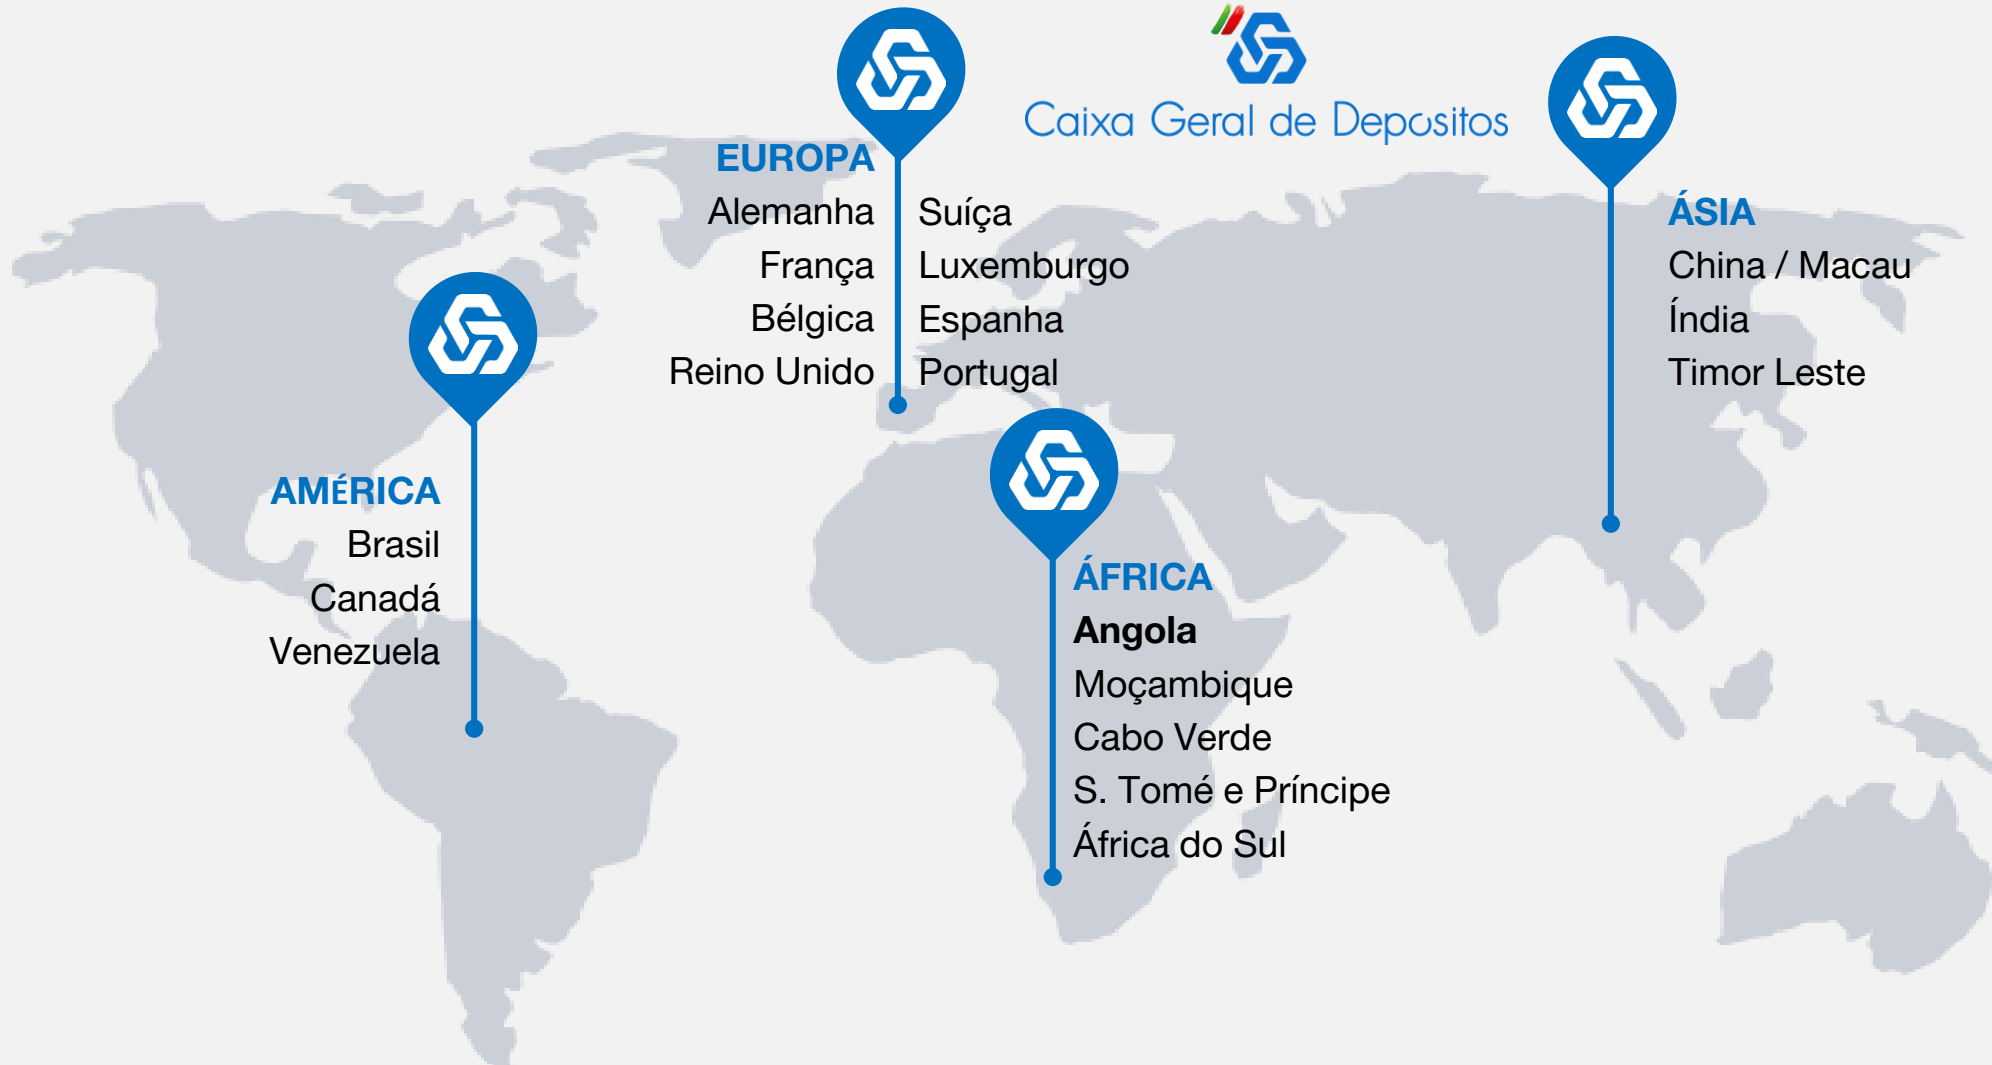 Caixa Geral de Depositos
EUROPA
Alemanha
França
Bélgica
Reino Unido
Suíça
Luxemburgo
Espanha
Portugal
ÁSIA
China / Macau
Índia
Timor Leste
AMÉRICA
Brasil
Canadá
Venezuela
ÁFRICA
Angola
Moçambique
Cabo Verde
S. Tomé e Príncipe
África do Sul